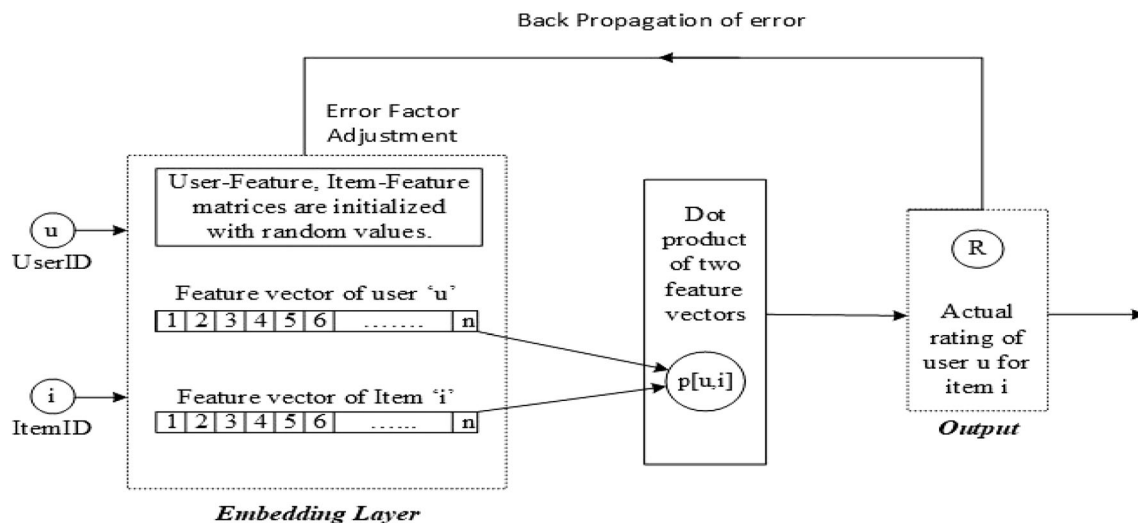 Back Propagation of error
Error Factor
Adjustment
User-Feature, Item-Feature
matrices are initialized
with random values.
u
UserID
Feature vector of user ‘u’
1 2 3 4 5 6 ....... n
i
ItemID
Feature vector of Item ‘i’
1 2 3 4 5 6 ...... n
Embedding Layer
Dot
product
of two
feature
vectors
p[u,i]
R
Actual
rating of
user u for
item i
Output